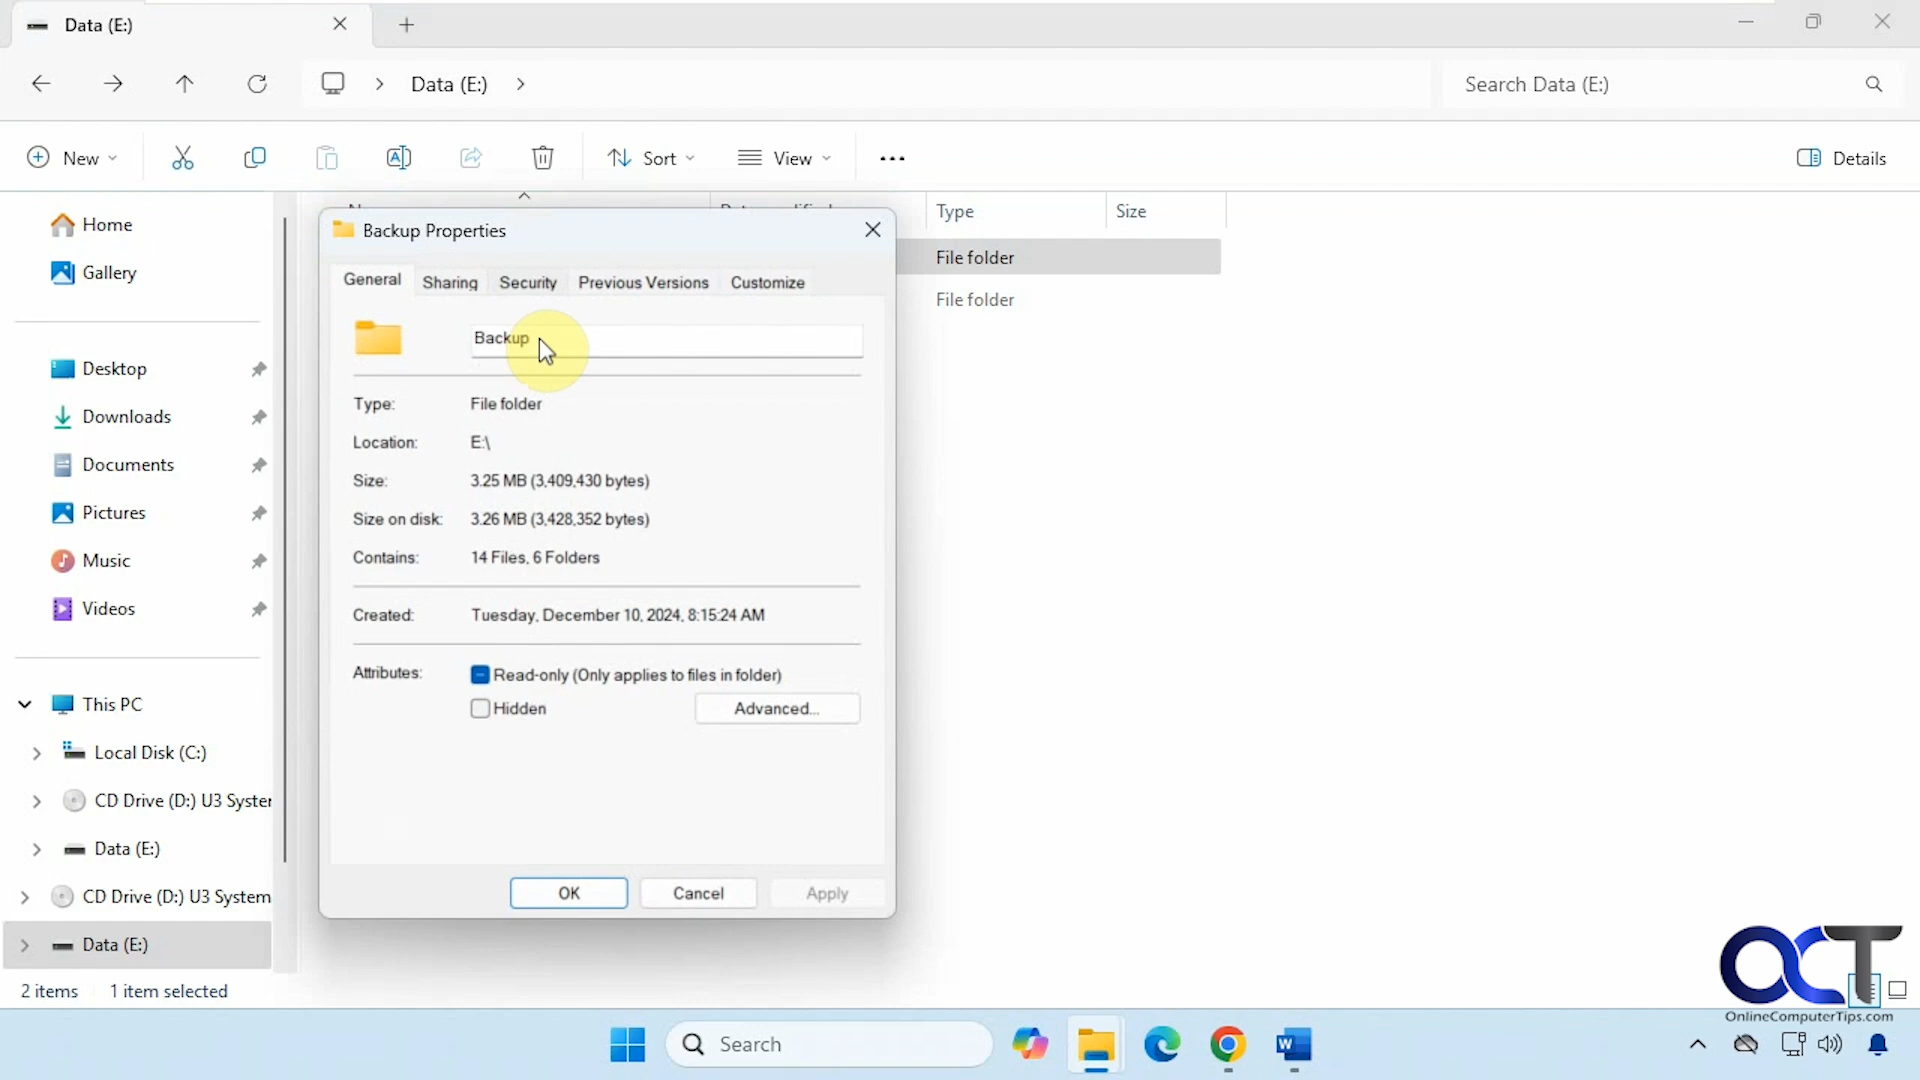 Data (E:)
Data (E:)
Search Data (E:)
New
Sort
View
Details
Home
Gallery
Desktop
Downloads
Documents
Pictures
Music
Videos
This PC
Local Disk (C:)
CD Drive (D:) U3 Syster
Data (E:)
CD Drive (D:) U3 System
Data (E:)
2 items 1 item selected
Type Size
File folder
File folder
Backup Properties
General Sharing Security Previous Versions Customize
Backup
Type: File folder
Location: E:\
Size: 3.25 MB (3,409,430 bytes)
Size on disk: 3.26 MB (3,428,352 bytes)
Contains: 14 Files, 6 Folders
Created: Tuesday, December 10, 2024, 8:15:24 AM
Attributes: Read-only (Only applies to files in folder)
Hidden Advanced...
OK Cancel Apply
OCT
OnlineComputerTips.com
Search